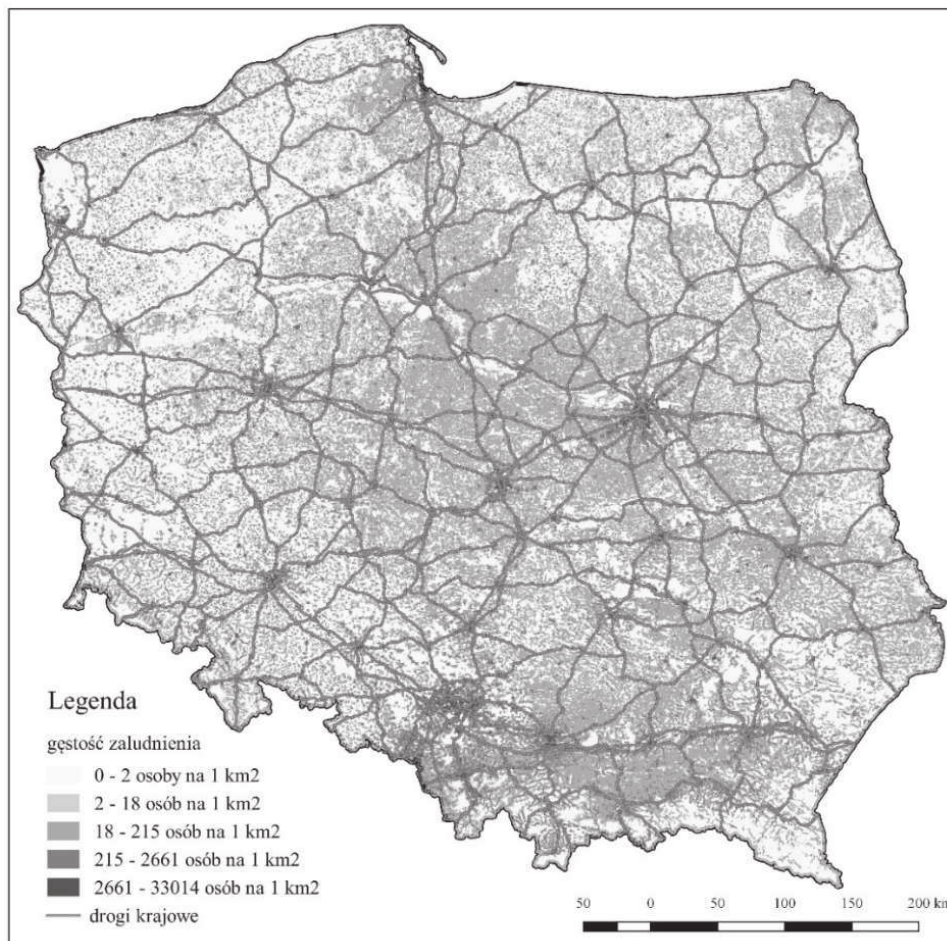 Legenda
gęstość zaludnienia
0 - 2 osoby na 1 km2
2 - 18 osób na 1 km2
18 - 215 osób na 1 km2
215 - 2661 osób na 1 km2
2661 - 33014 osób na 1 km2
drogi krajowe
50 0 50 100 150 200 km